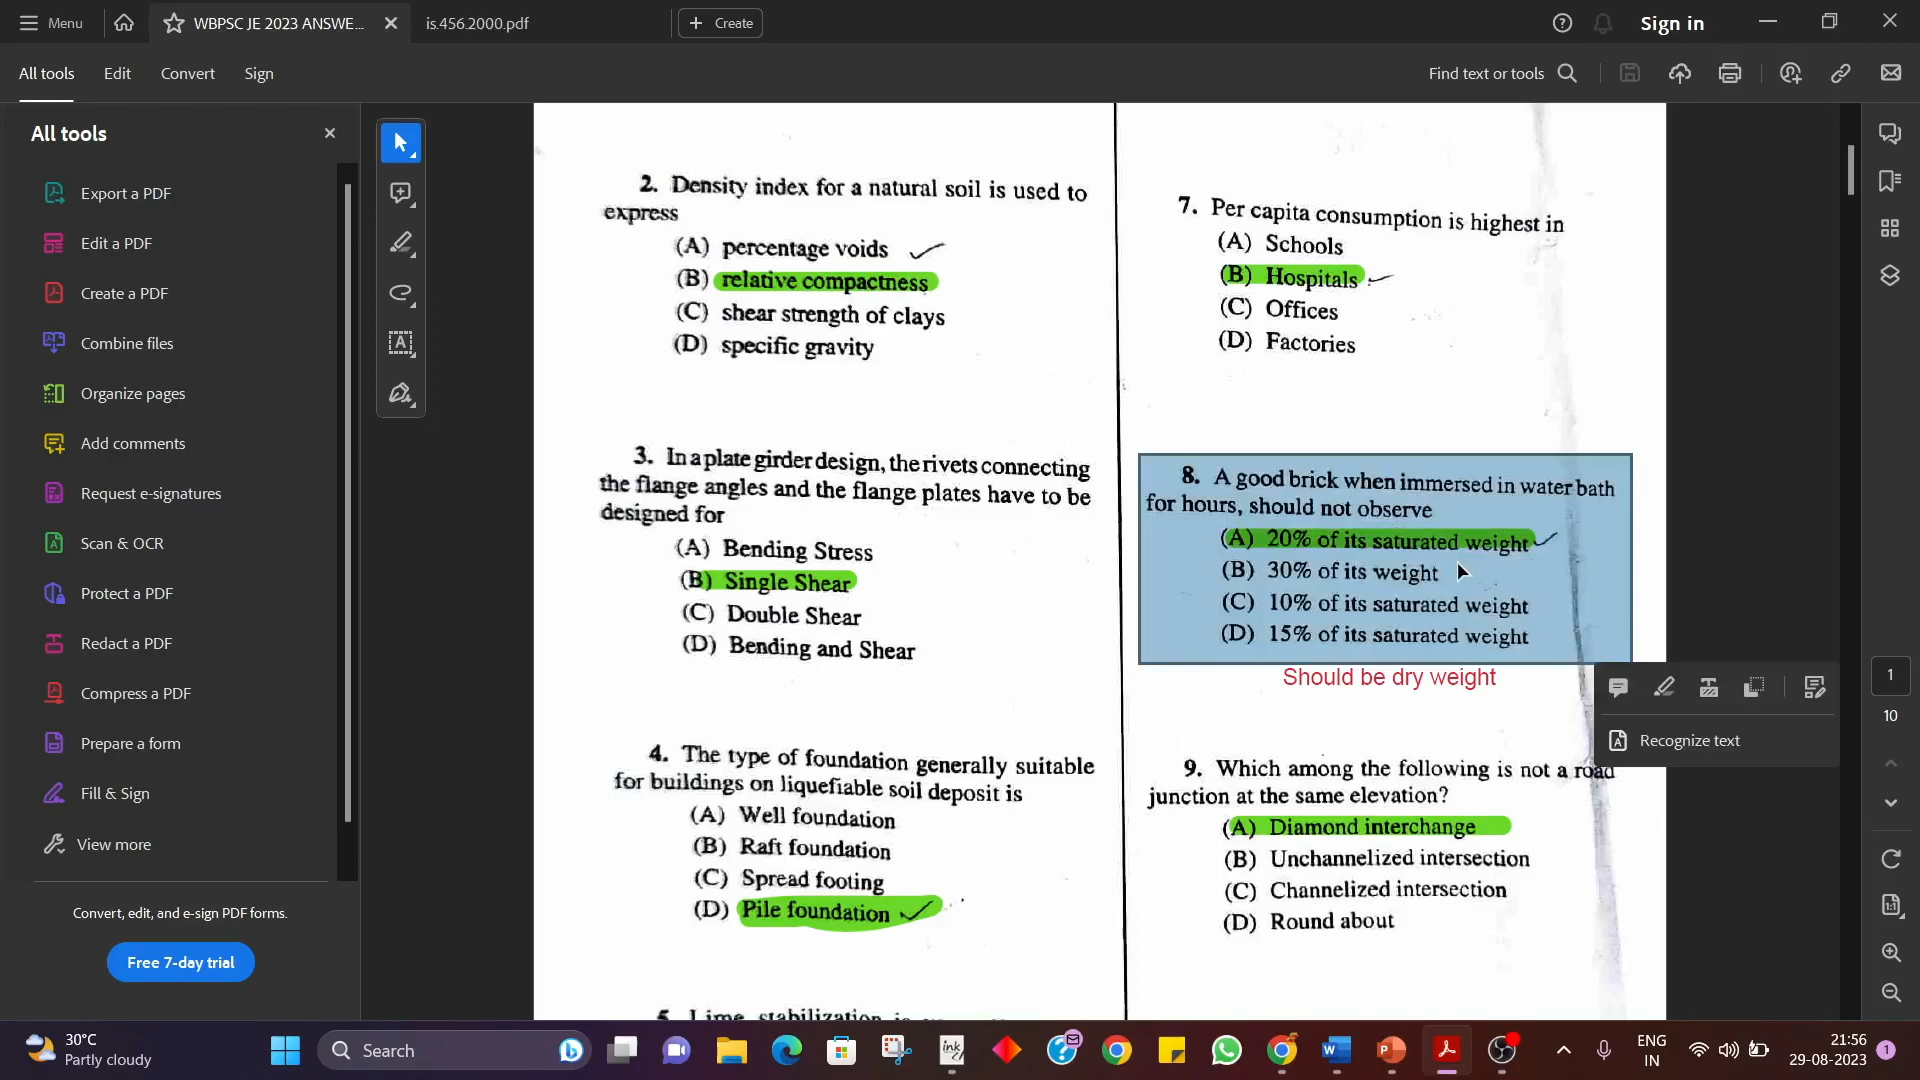 Menu
WBPSC JE 2023 ANSWE...
is.456.2000.pdf
Create
Sign in
All tools
Edit
Convert
Sign
Find text or tools
All tools
Export a PDF
Edit a PDF
Create a PDF
Combine files
Organize pages
Add comments
Request e-signatures
Scan & OCR
Protect a PDF
Redact a PDF
Compress a PDF
Prepare a form
Fill & Sign
View more
Convert, edit, and e-sign PDF forms.
Free 7-day trial
2. Density index for a natural soil is used to
express
(A) percentage voids
(B) relative compactness
(C) shear strength of clays
(D) specific gravity
3. In a plate girder design, the rivets connecting
the flange angles and the flange plates have to be
designed for
(A) Bending Stress
(B) Single Shear
(C) Double Shear
(D) Bending and Shear
4. The type of foundation generally suitable
for buildings on liquefiable soil deposit is
(A) Well foundation
(B) Raft foundation
(C) Spread footing
(D) Pile foundation
5. Lime stabilization is
7. Per capita consumption is highest in
(A) Schools
(B) Hospitals
(C) Offices
(D) Factories
8. A good brick when immersed in water bath
for hours, should not observe
(A) 20% of its saturated weight
(B) 30% of its weight
(C) 10% of its saturated weight
(D) 15% of its saturated weight
Should be dry weight
9. Which among the following is not a road
junction at the same elevation?
(A) Diamond interchange
(B) Unchannelized intersection
(C) Channelized intersection
(D) Round about
Recognize text
1
10
30°C
Partly cloudy
Search
ink
ENG
IN
21:56
29-08-2023
1